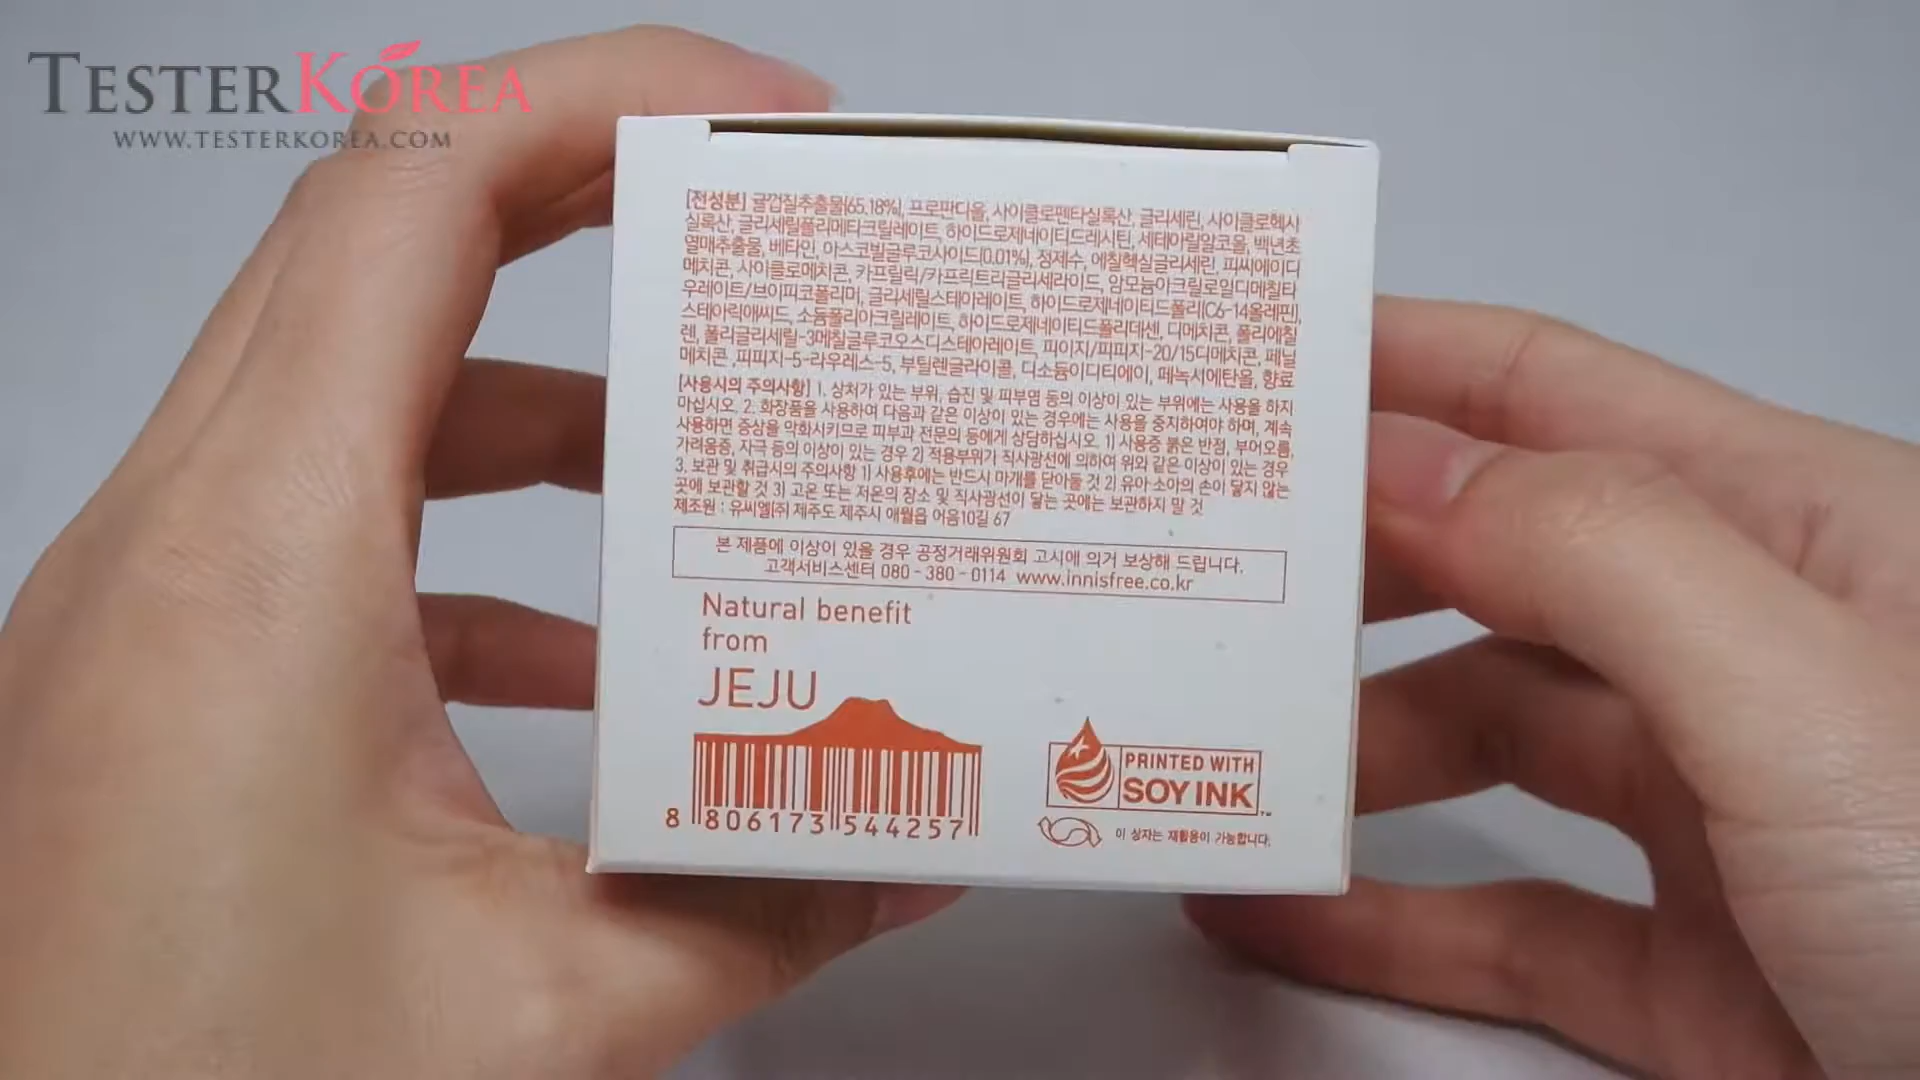 TESTERKOREA
WWW.TESTERKOREA.COM
[전성분] 귤껍질추출물(65.18%), 프로판디올, 사이클로펜타실록산, 글리세린, 사이클로헥사
실록산, 글리세릴폴리메타크릴레이트, 하이드로제네이티드레시틴, 세테아릴알코올, 백년초
열매추출물, 베타인, 아스코빌글루코사이드(0.01%), 정제수, 에칠헥실글리세린, 피씨에이디
메치콘, 사이클로메치콘, 카프릴릭/카프릭트리글리세라이드, 암모늄아크릴로일디메칠타
우레이트/브이피코폴리머, 글리세릴스테아레이트, 하이드로제네이티드폴리(C6-14올레핀),
스테아릭애씨드, 소듐폴리아크릴레이트, 하이드로제네이티드폴리데센, 디메치콘, 폴리에칠
렌, 폴리글리세릴-3메칠글루코오스디스테아레이트, 피이지/피피지-20/15디메치콘, 페닐
메치콘, 피피지-5-라우레스-5, 부틸렌글라이콜, 디소듐이디티에이, 페녹시에탄올, 향료
[사용시의 주의사항] 1. 상처가 있는 부위, 습진 및 피부염 등의 이상이 있는 부위에는 사용을 하지
마십시오. 2. 화장품을 사용하여 다음과 같은 이상이 있는 경우에는 사용을 중지하여야 하며, 계속
사용하면 증상을 악화시키므로 피부과 전문의 등에게 상담하십시오. 1) 사용중 붉은 반점, 부어오름,
가려움증, 자극 등의 이상이 있는 경우 2) 적용부위가 직사광선에 의하여 위와 같은 이상이 있는 경우
3. 보관 및 취급시의 주의사항 1) 사용후에는 반드시 마개를 닫아둘 것 2) 유아·소아의 손이 닿지 않는
곳에 보관할 것 3) 고온 또는 저온의 장소 및 직사광선이 닿는 곳에는 보관하지 말 것
제조원 : 유씨엘(주) 제주도 제주시 애월읍 어음10길 67
본 제품에 이상이 있을 경우 공정거래위원회 고시에 의거 보상해 드립니다.
고객서비스센터 080 - 380 - 0114 www.innisfree.co.kr
Natural benefit
from
JEJU
8 806173 544257
PRINTED WITH
SOY INK™
이 상자는 재활용이 가능합니다.